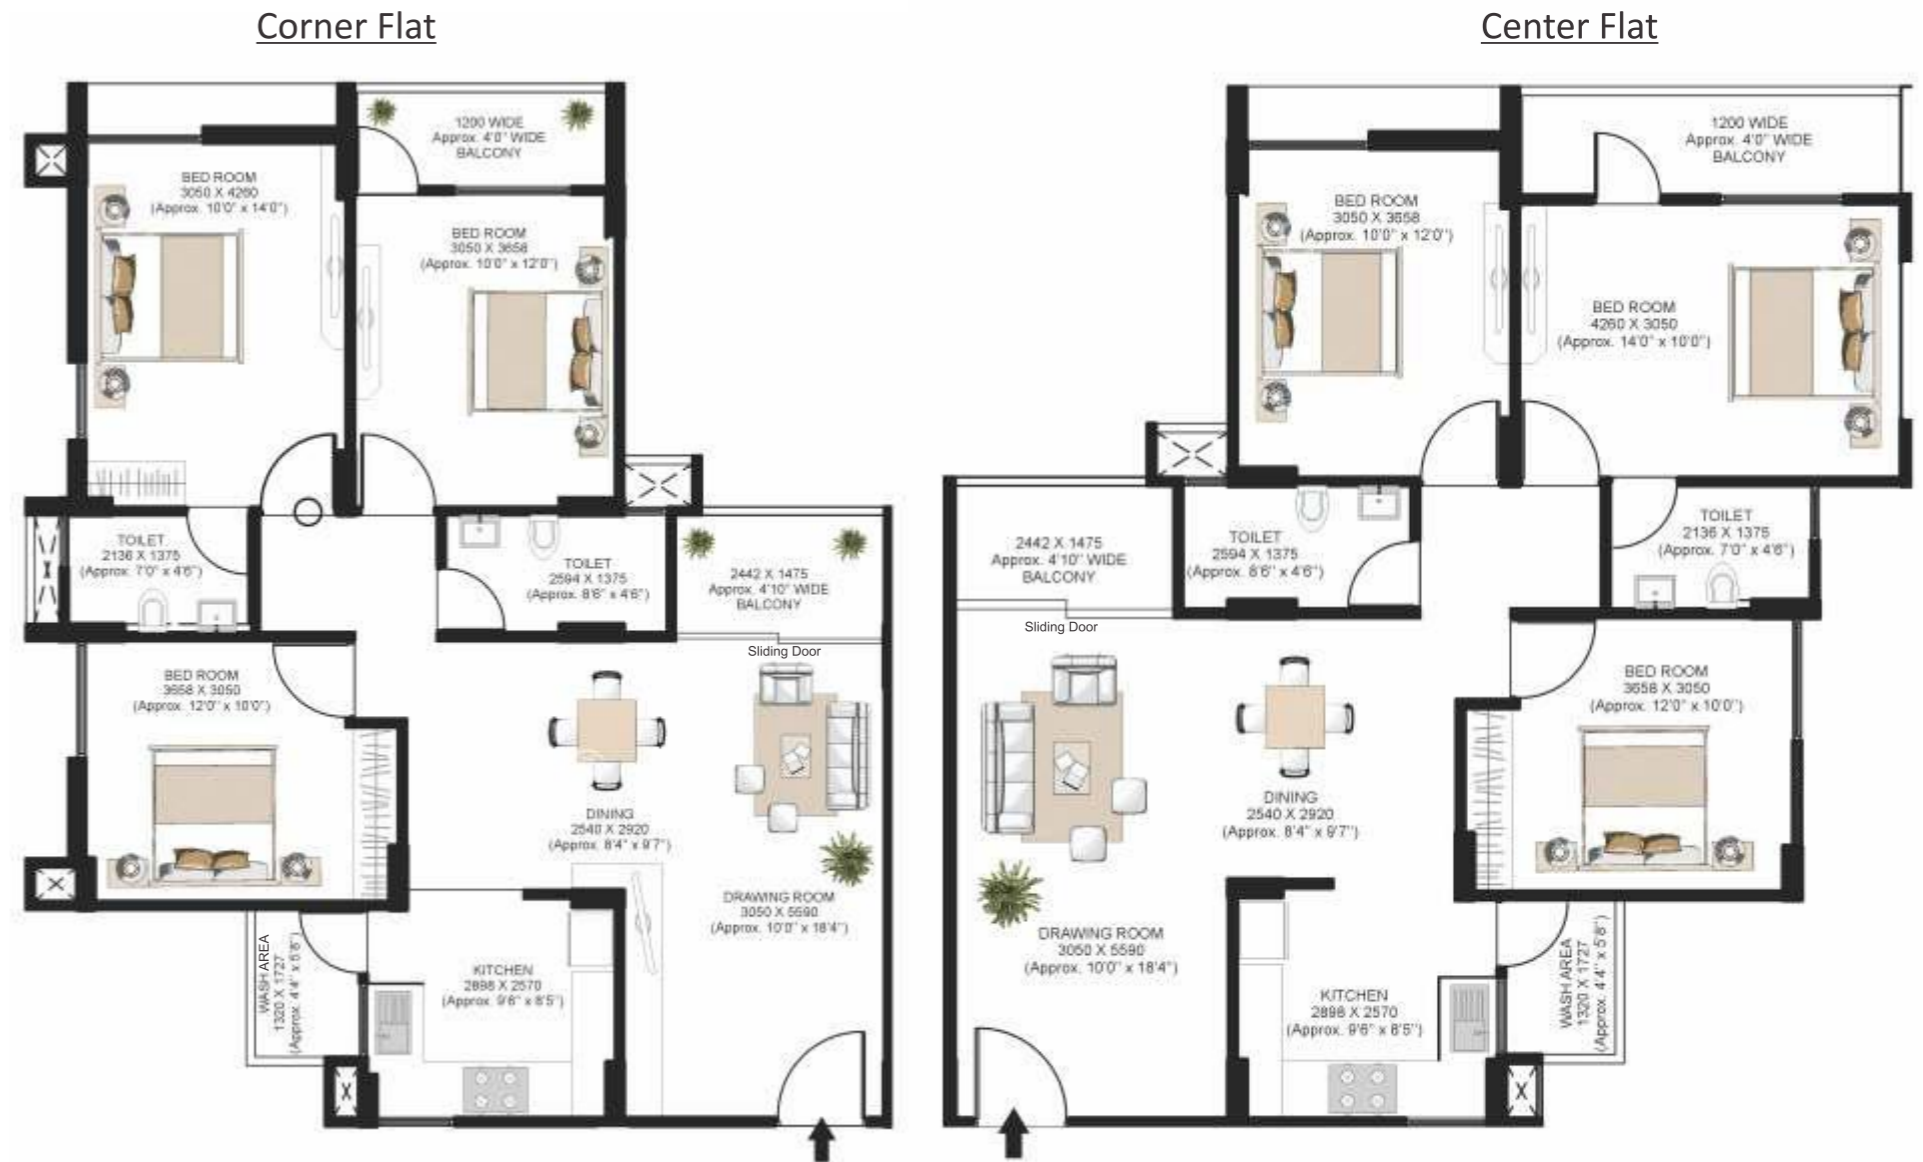 Corner Flat
1200 WIDE
Approx. 4'0" WIDE
BALCONY
BED ROOM
3050 X 4260
(Approx. 10'0" x 14'0")
BED ROOM
3050 X 3658
(Approx. 10'0" x 12'0")
TOILET
2136 X 1375
(Approx. 7'0" x 4'6")
TOILET
2594 X 1375
(Approx. 8'6" x 4'6")
2442 X 1475
Approx. 4'10" WIDE
BALCONY
Sliding Door
BED ROOM
3658 X 3050
(Approx. 12'0" x 10'0")
DINING
2540 X 2920
(Approx. 8'4" x 9'7")
DRAWING ROOM
3050 X 5590
(Approx. 10'0" x 18'4")
WASH AREA
1320 X 1727
(Approx. 4'4" x 5'8")
KITCHEN
2898 X 2570
(Approx. 9'6" x 8'5")
Center Flat
1200 WIDE
Approx. 4'0" WIDE
BALCONY
BED ROOM
3050 X 3658
(Approx. 10'0" x 12'0")
BED ROOM
4260 X 3050
(Approx. 14'0" x 10'0")
2442 X 1475
Approx. 4'10" WIDE
BALCONY
TOILET
2594 X 1375
(Approx. 8'6" x 4'6")
TOILET
2136 X 1375
(Approx. 7'0" x 4'6")
Sliding Door
BED ROOM
3658 X 3050
(Approx. 12'0" x 10'0")
DINING
2540 X 2920
(Approx. 8'4" x 9'7")
DRAWING ROOM
3050 X 5590
(Approx. 10'0" x 18'4")
KITCHEN
2898 X 2570
(Approx. 9'6" x 8'5")
WASH AREA
1320 X 1727
(Approx. 4'4" x 5'8")